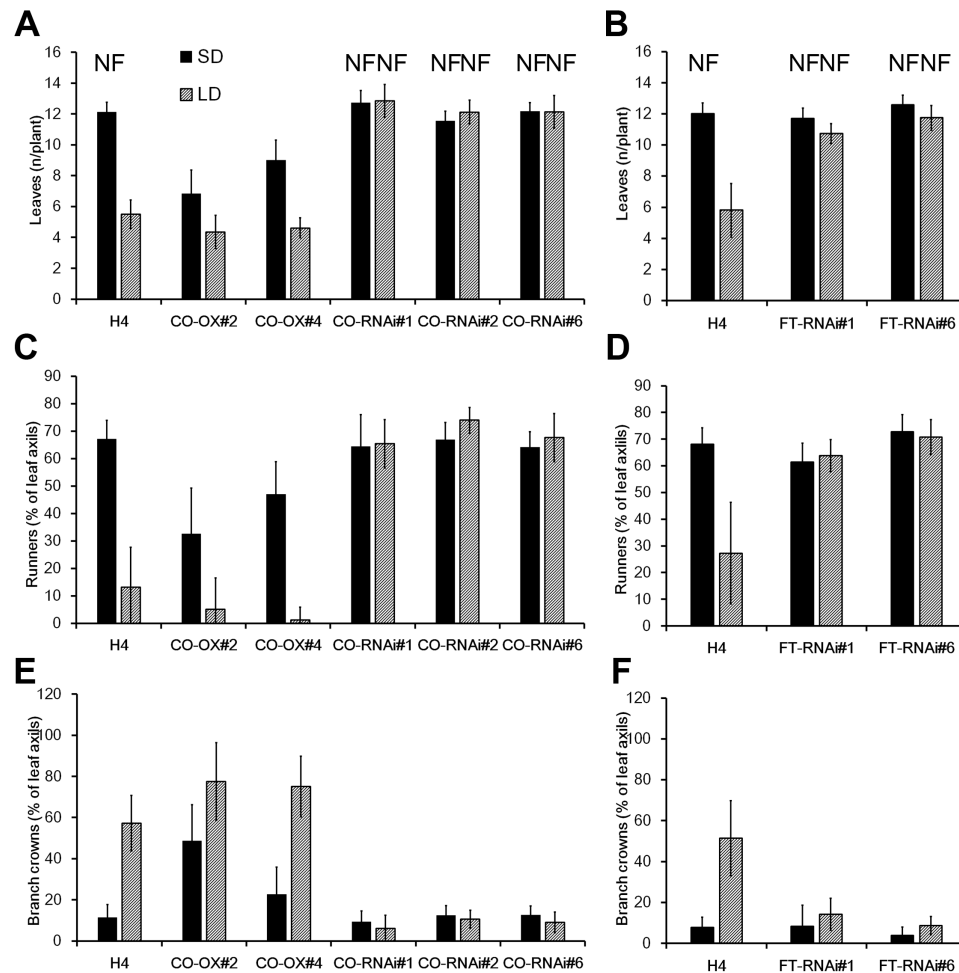 A
B
NF
SD
LD
NFNF NFNF NFNF
NF
NFNF NFNF
Leaves (n/plant)
16
14
12
10
8
6
4
2
0
H4 CO-OX#2 CO-OX#4 CO-RNAi#1 CO-RNAi#2 CO-RNAi#6
Leaves (n/plant)
16
14
12
10
8
6
4
2
0
H4 FT-RNAi#1 FT-RNAi#6
C
Runners (% of leaf axils)
90
80
70
60
50
40
30
20
10
0
H4 CO-OX#2 CO-OX#4 CO-RNAi#1 CO-RNAi#2 CO-RNAi#6
D
Runners (% of leaf axlils)
90
80
70
60
50
40
30
20
10
0
H4 FT-RNAi#1 FT-RNAi#6
E
Branch crowns (% of leaf axils)
120
100
80
60
40
20
0
H4 CO-OX#2 CO-OX#4 CO-RNAi#1 CO-RNAi#2 CO-RNAi#6
F
Branch crowns (% of leaf axils)
120
100
80
60
40
20
0
H4 FT-RNAi#1 FT-RNAi#6